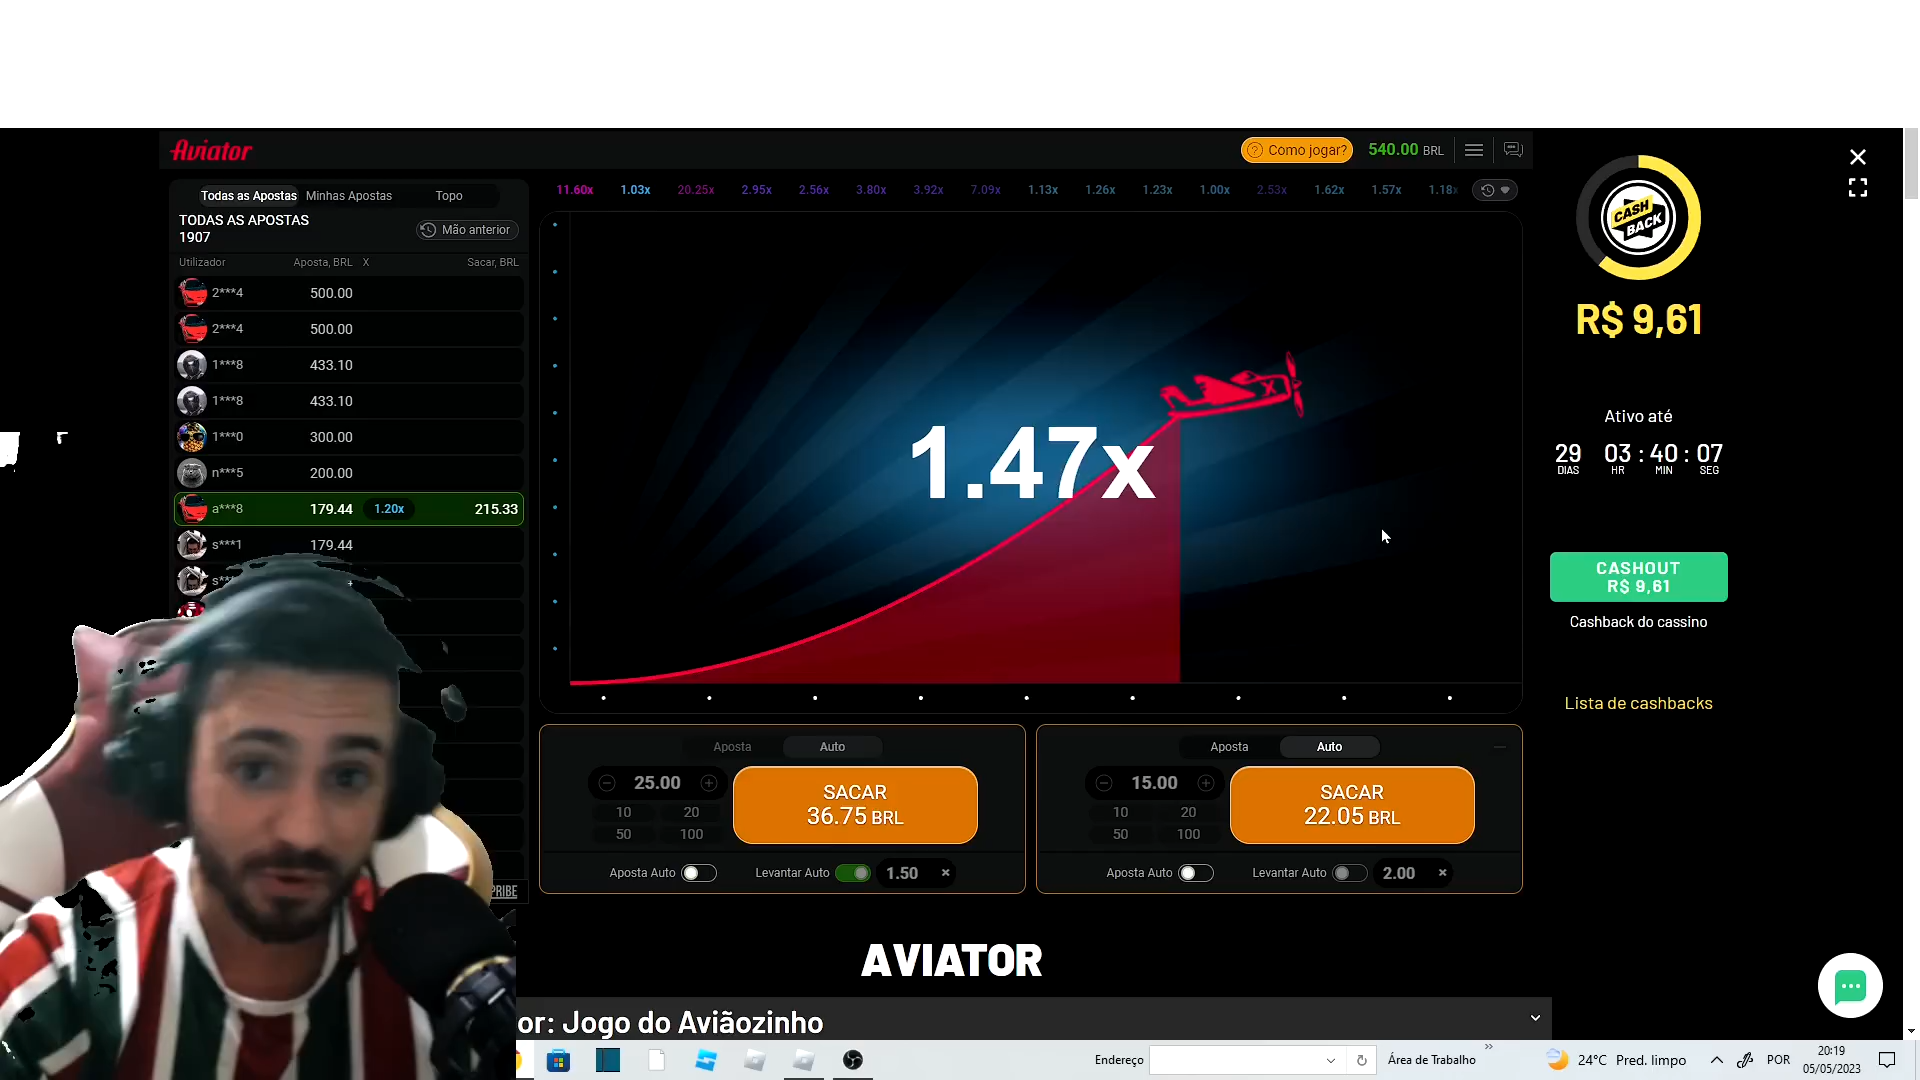 Aviator
Como jogar?
540.00 BRL
11.60x 1.03x 20.25x 2.95x 2.56x 3.80x 3.92x 7.09x 1.13x 1.26x 1.23x 1.00x 2.53x 1.62x 1.57x 1.18x
Todas as Apostas Minhas Apostas Topo
TODAS AS APOSTAS
1907
Mão anterior
Utilizador Aposta, BRL X Sacar, BRL
2***4 500.00
2***4 500.00
1***8 433.10
1***8 433.10
1***0 300.00
n***5 200.00
a***8 179.44 1.20x 215.33
s***1 179.44
1.47x
X
CASH BACK
R$ 9,61
Ativo até
29 03 : 40 : 07
DIAS HR MIN SEG
CASHOUT
R$ 9,61
Cashback do cassino
Lista de cashbacks
Aposta Auto
25.00
10 20
50 100
SACAR
36.75 BRL
Aposta Auto Levantar Auto 1.50 ×
Aposta Auto
15.00
10 20
50 100
SACAR
22.05 BRL
Aposta Auto Levantar Auto 2.00 ×
AVIATOR
or: Jogo do Aviãozinho
Endereço
Área de Trabalho
24°C Pred. limpo
POR
20:19
05/05/2023